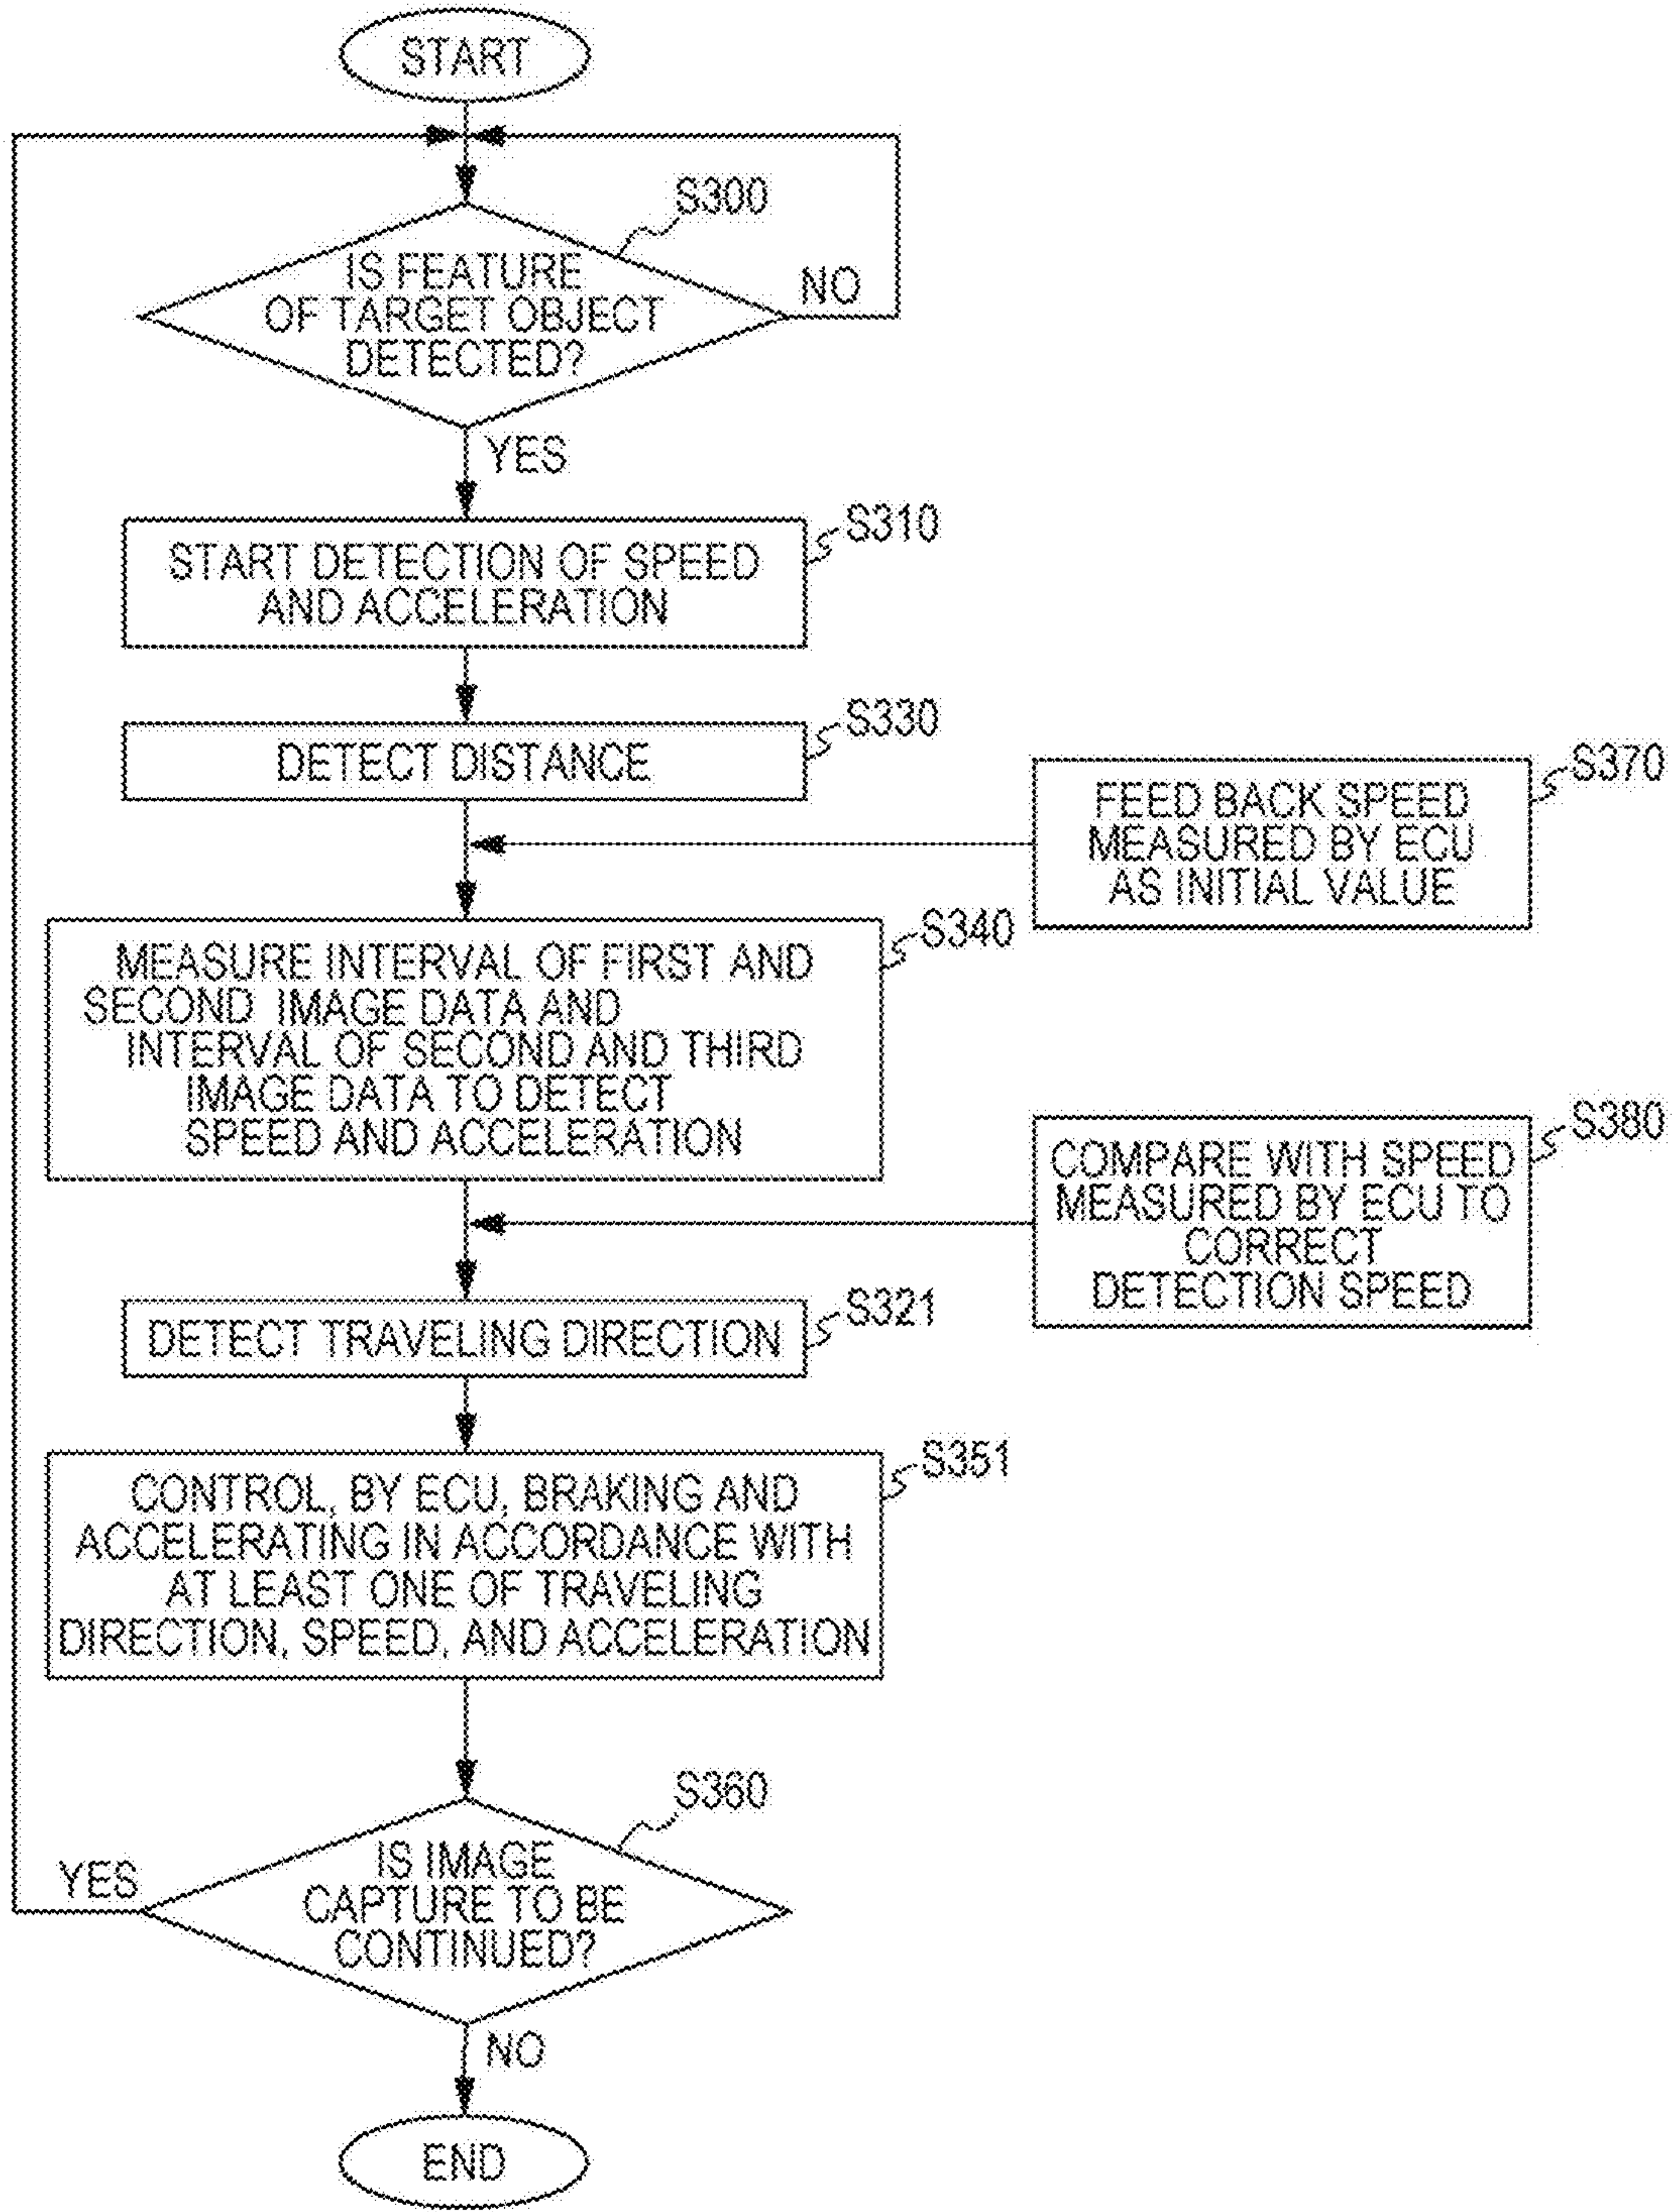 START
S300
IS FEATURE
OF TARGET OBJECT
DETECTED?
NO
YES
S310
START DETECTION OF SPEED
AND ACCELERATION
S330
DETECT DISTANCE
S370
FEED BACK SPEED
MEASURED BY ECU
AS INITIAL VALUE
S340
MEASURE INTERVAL OF FIRST AND
SECOND IMAGE DATA AND
INTERVAL OF SECOND AND THIRD
IMAGE DATA TO DETECT
SPEED AND ACCELERATION
S380
COMPARE WITH SPEED
MEASURED BY ECU TO
CORRECT
DETECTION SPEED
S321
DETECT TRAVELING DIRECTION
S351
CONTROL, BY ECU, BRAKING AND
ACCELERATING IN ACCORDANCE WITH
AT LEAST ONE OF TRAVELING
DIRECTION, SPEED, AND ACCELERATION
S360
IS IMAGE
CAPTURE TO BE
CONTINUED?
YES
NO
END